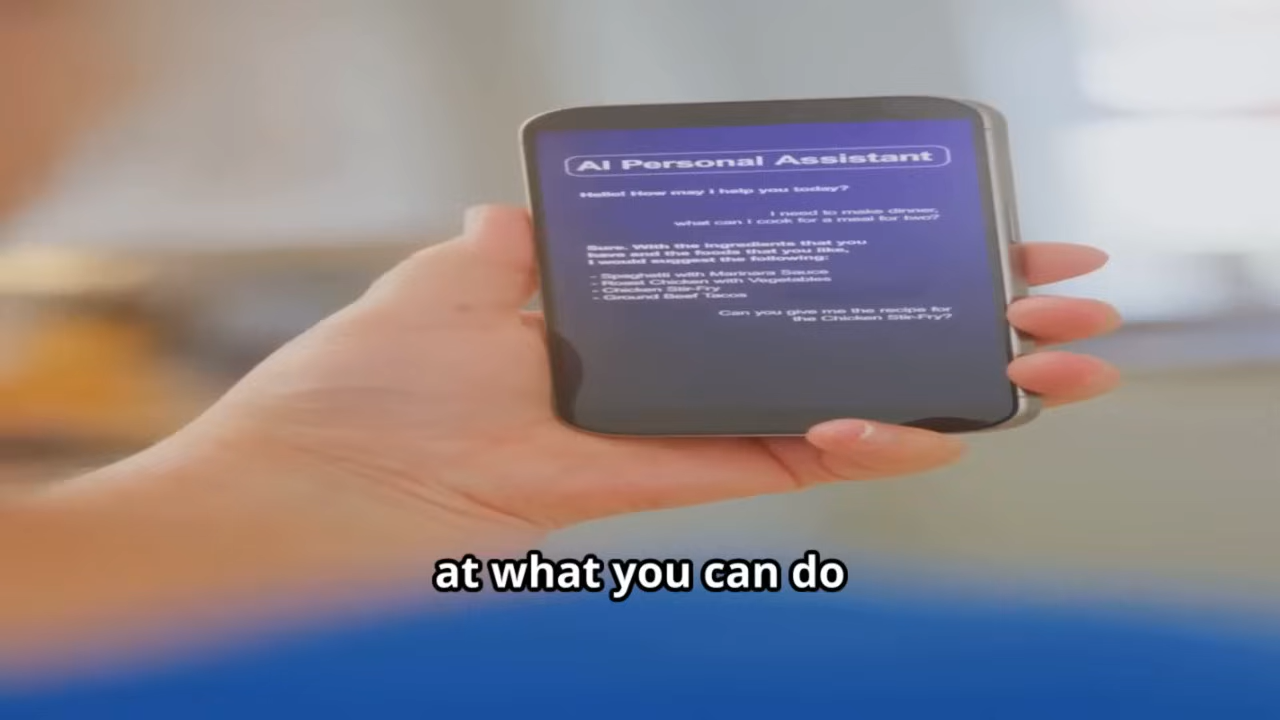 AI Personal Assistant
Hello! How may I help you today?
I need to make dinner,
what can I cook for a meal for two?
Sure. With the ingredients that you
have and the foods that you like,
I would suggest the following:
- Spaghetti with Marinara Sauce
- Roast Chicken with Vegetables
- Chicken Stir-Fry
- Ground Beef Tacos
Can you give me the recipe for
the Chicken Stir-Fry?
at what you can do